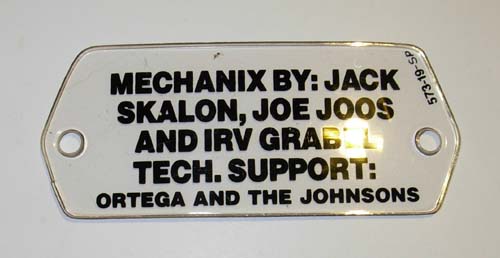 MECHANIX BY: JACK
SKALON, JOE JOOS
AND IRV GRABEL
TECH. SUPPORT:
ORTEGA AND THE JOHNSONS
573-19-SP